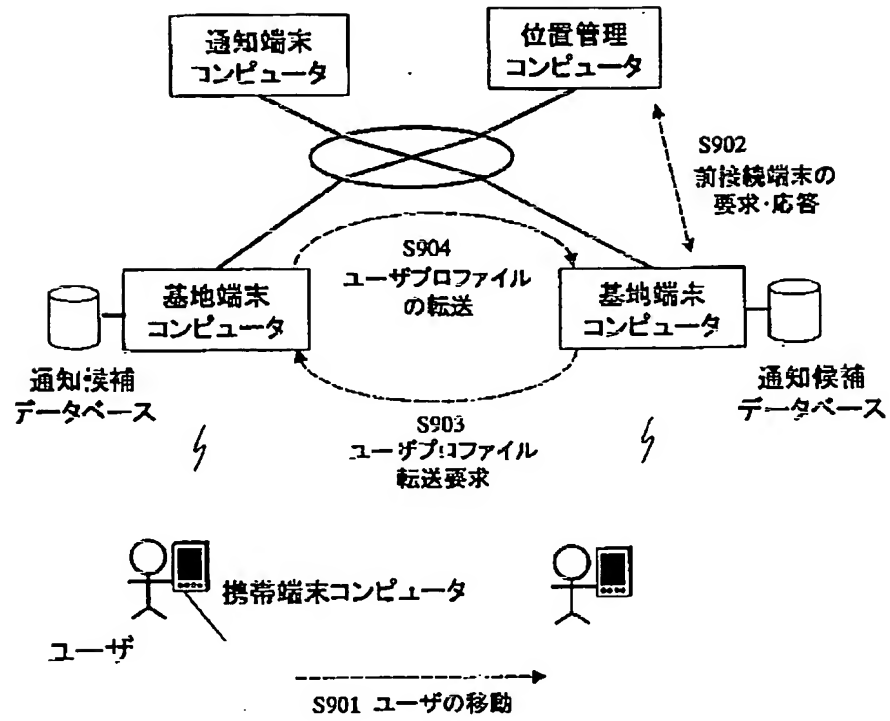 通知端末
コンピュータ
位置管理
コンピュータ
S902
前接続端末の
要求・応答
S904
ユーザプロファイル
の転送
基地端末
コンピュータ
基地端末
コンピュータ
通知候補
データベース
通知候補
データベース
S903
ユーザプロファイル
転送要求
携帯端末コンピュータ
ユーザ
S901 ユーザの移動